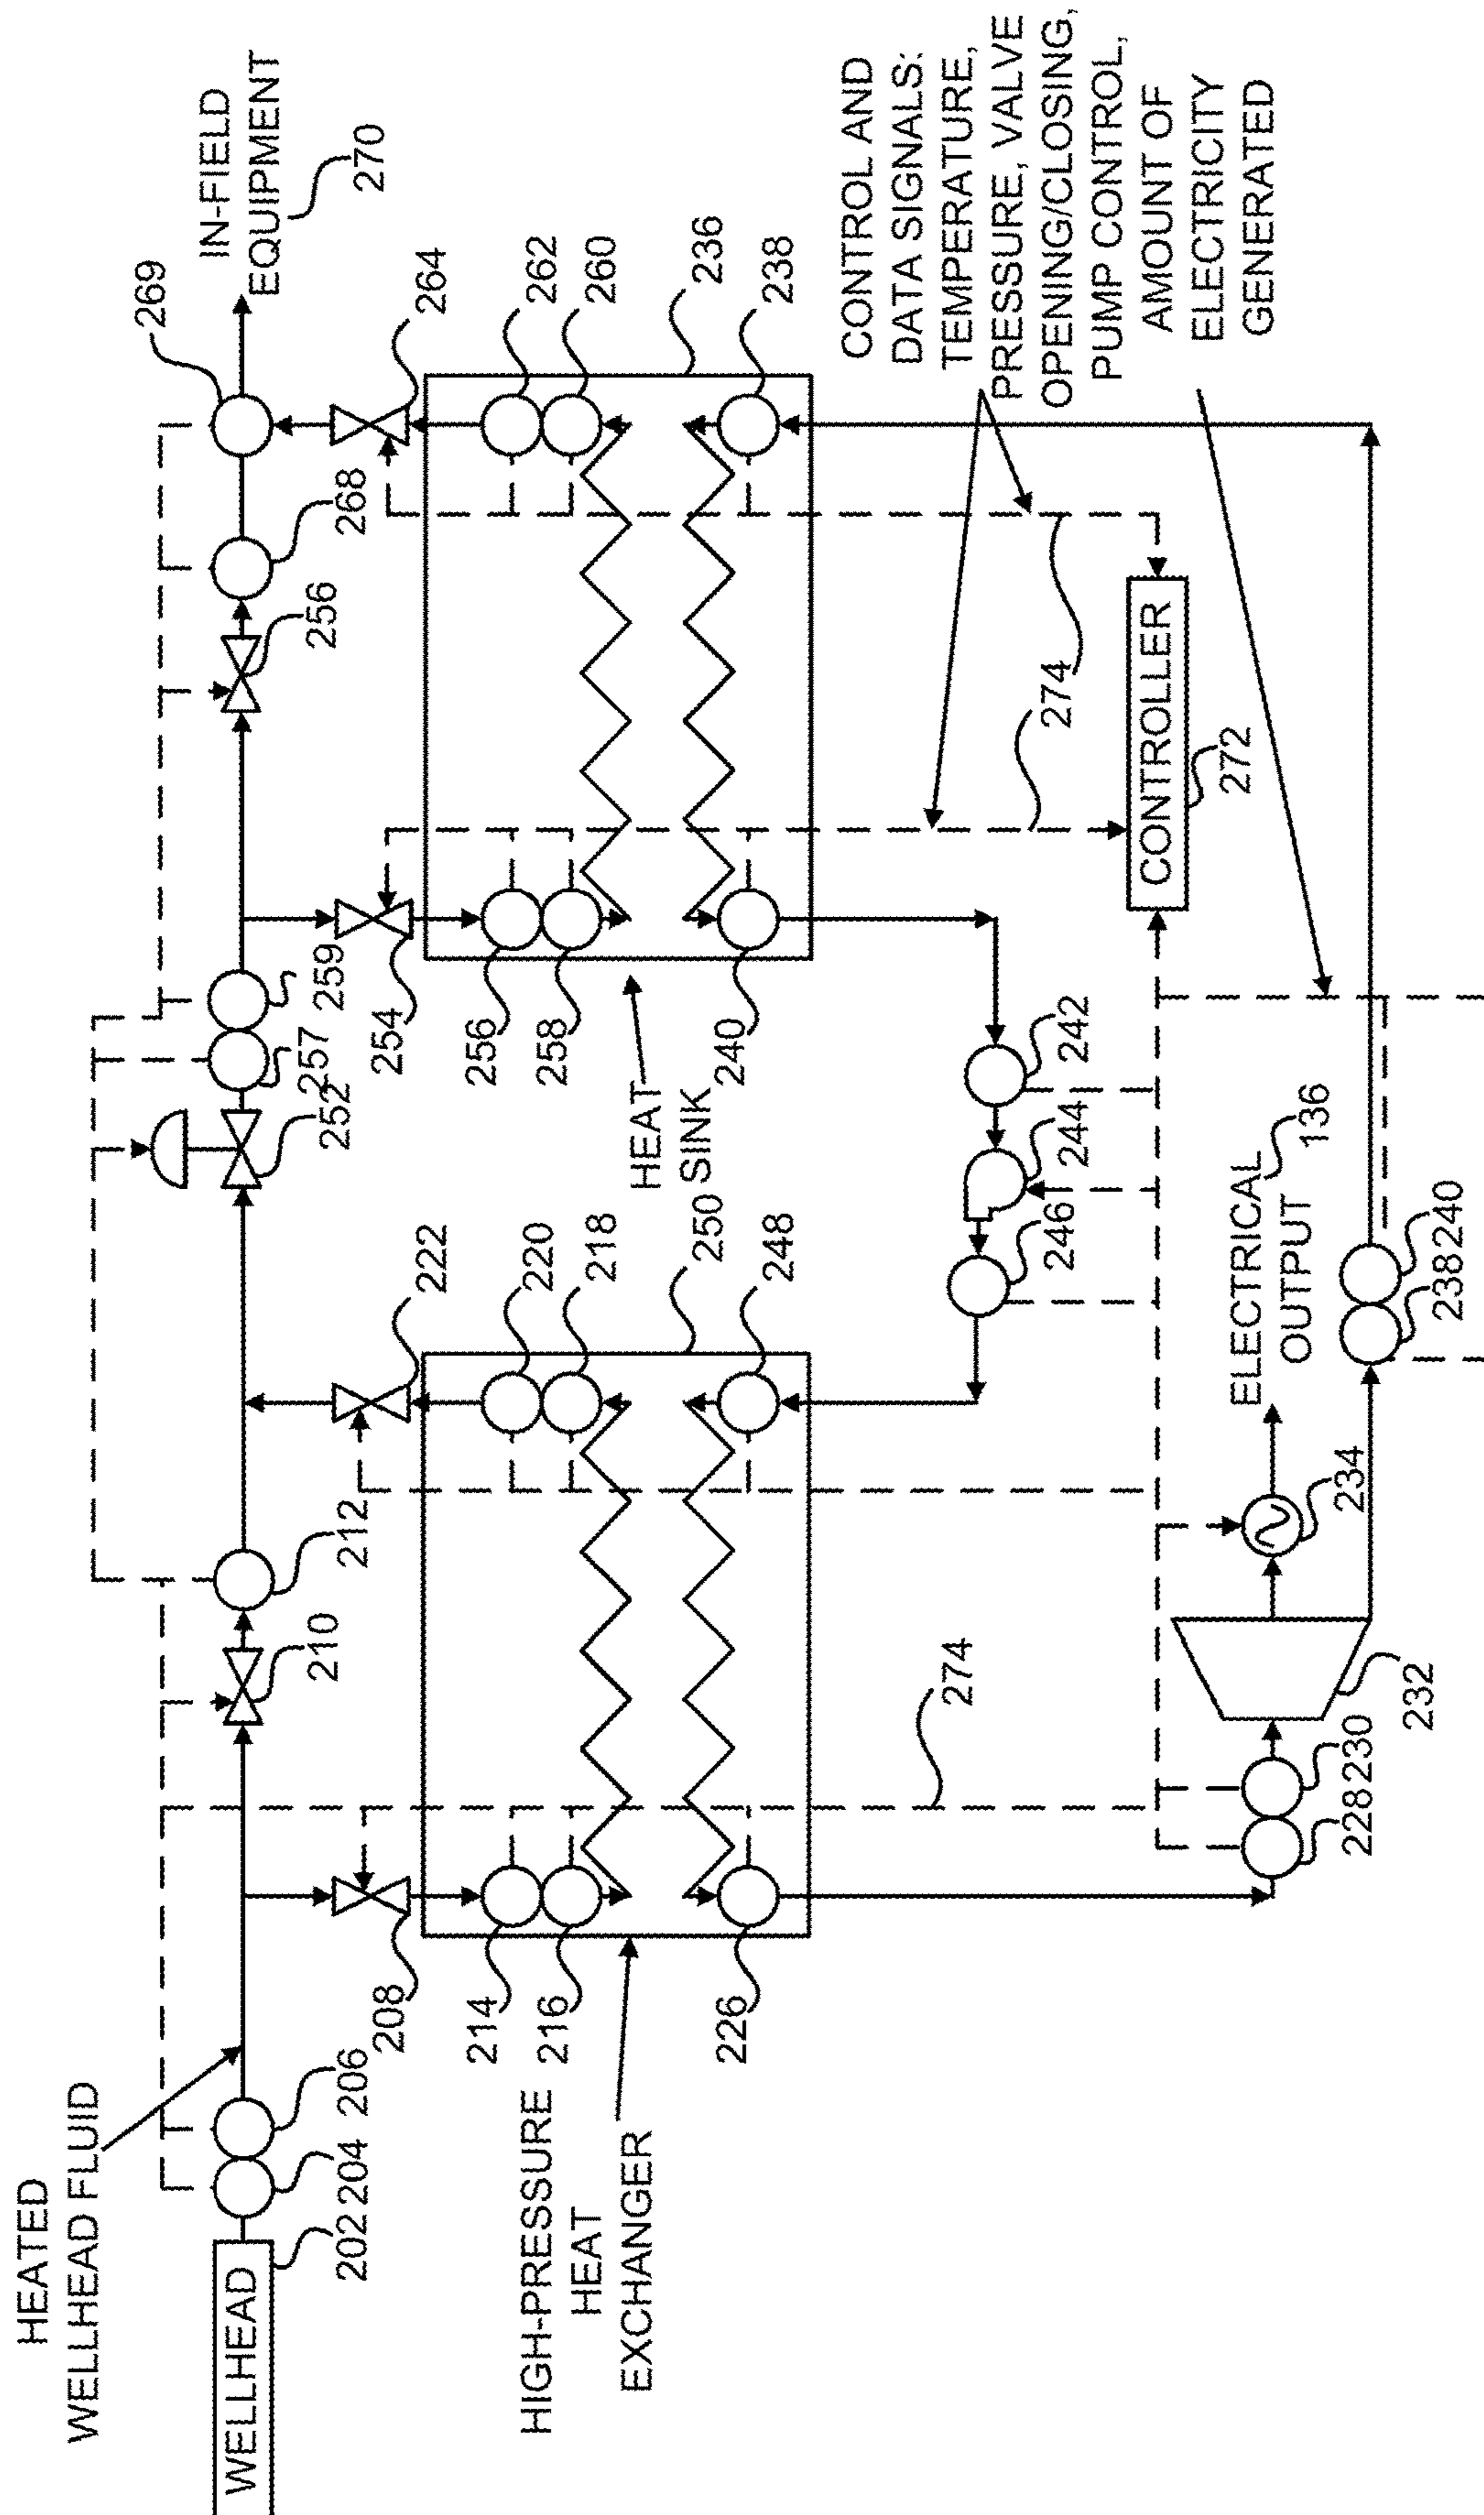 HEATED
WELLHEAD FLUID
WELLHEAD
202
204
206
208
210
212
214
216
HIGH-PRESSURE
HEAT
EXCHANGER
226
222
220
218
250
248
274
228
230
232
234
ELECTRICAL
OUTPUT
136
238
240
252
257
259
254
256
258
HEAT
SINK
240
242
244
246
256
268
269
IN-FIELD
EQUIPMENT
270
264
262
260
236
238
274
CONTROLLER
272
CONTROL AND
DATA SIGNALS:
TEMPERATURE,
PRESSURE, VALVE
OPENING/CLOSING,
PUMP CONTROL,
AMOUNT OF
ELECTRICITY
GENERATED